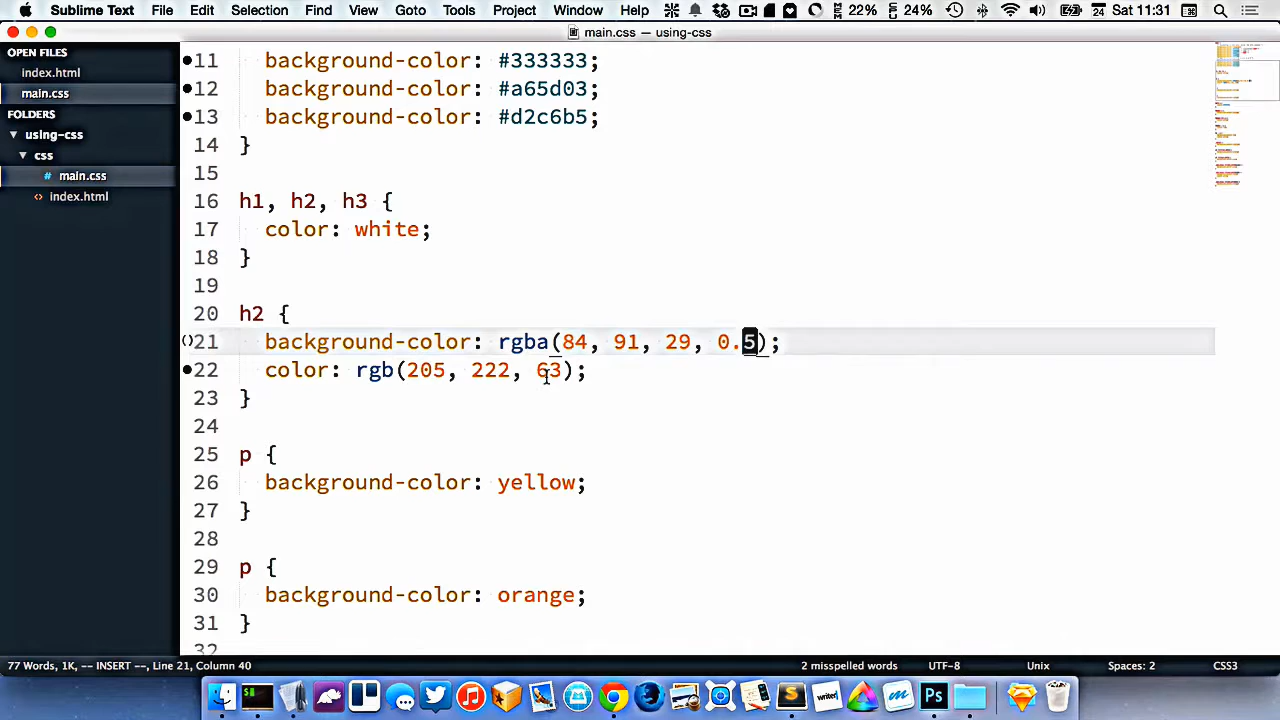 Sublime Text File Edit Selection Find View Goto Tools Project Window Help 22% 24% 24 Sat 11:31
main.css — using-css
OPEN FILES
index.html
main.css
FOLDERS
using-css
css
# main.css
<> index.html
11 background-color: #333333;
12 background-color: #a65d03;
13 background-color: #d2c6b5;
14 }
15
16 h1, h2, h3 {
17 color: white;
18 }
19
20 h2 {
21 background-color: rgba(84, 91, 29, 0.5);
22 color: rgb(205, 222, 63);
23 }
24
25 p {
26 background-color: yellow;
27 }
28
29 p {
30 background-color: orange;
31 }
32
77 Words, 1K, -- INSERT --, Line 21, Column 40 2 misspelled words UTF-8 Unix Spaces: 2 CSS3